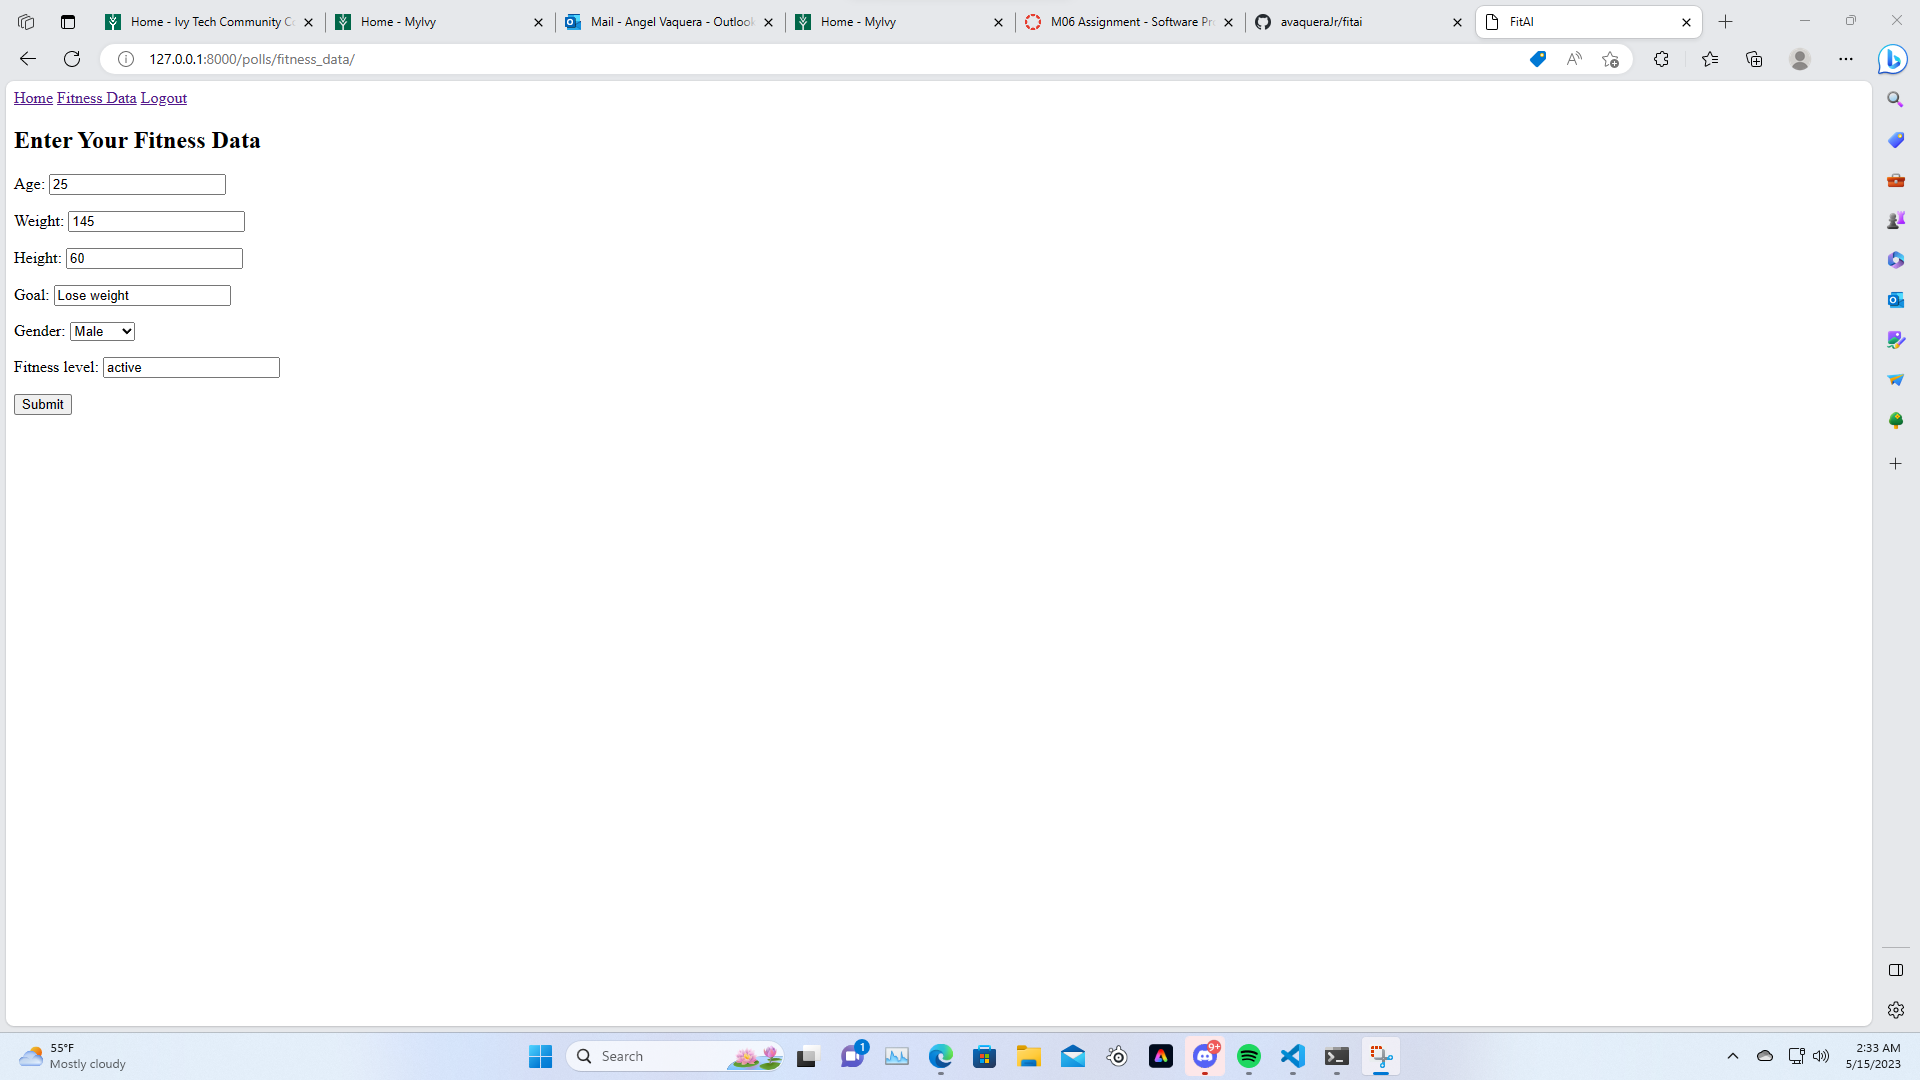 Home - Ivy Tech Community Co
Home - MyIvy
Mail - Angel Vaquera - Outlook
Home - MyIvy
M06 Assignment - Software Pr
avaqueraJr/fitai
FitAI
127.0.0.1:8000/polls/fitness_data/
Home Fitness Data Logout
Enter Your Fitness Data
Age: 25
Weight: 145
Height: 60
Goal: Lose weight
Gender: Male
Fitness level: active
Submit
55°F
Mostly cloudy
Search
1
9+
2:33 AM
5/15/2023